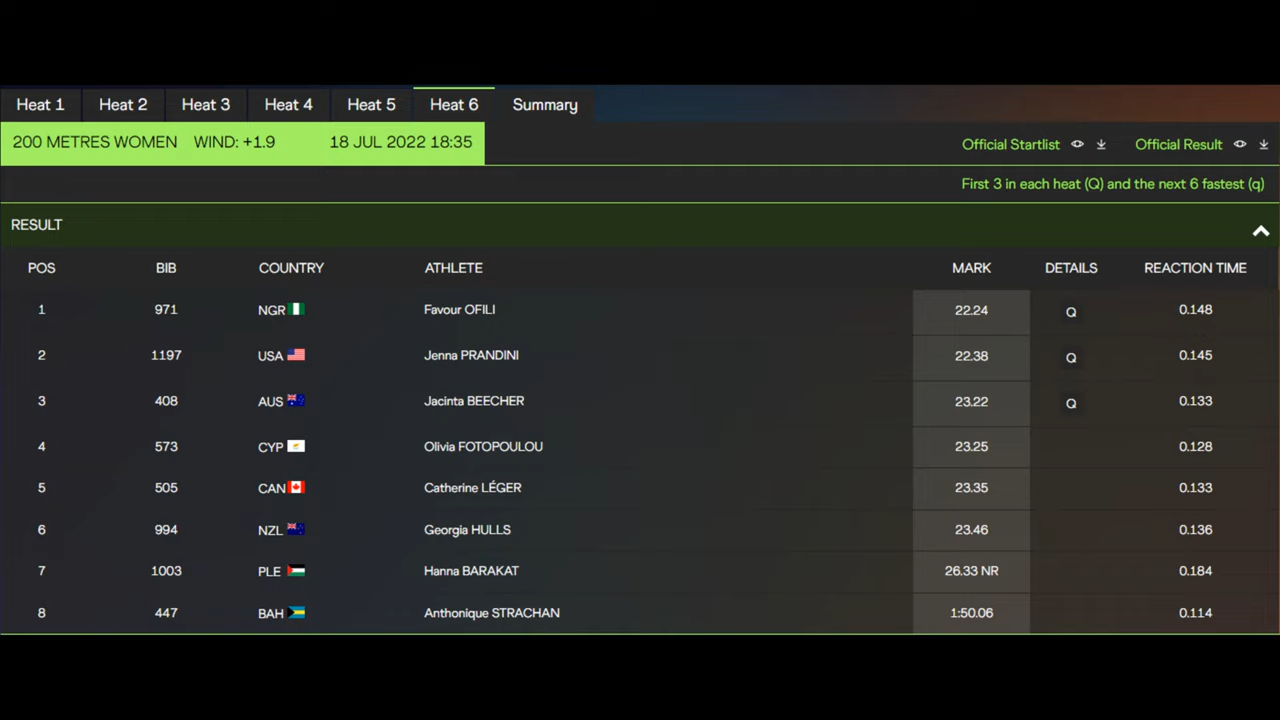 Heat 1 Heat 2 Heat 3 Heat 4 Heat 5 Heat 6 Summary
200 METRES WOMEN WIND: +1.9 18 JUL 2022 18:35 Official Startlist Official Result
First 3 in each heat (Q) and the next 6 fastest (q)
RESULT
POS BIB COUNTRY ATHLETE MARK DETAILS REACTION TIME
1 971 NGR Favour OFILI 22.24 Q 0.148
2 1197 USA Jenna PRANDINI 22.38 Q 0.145
3 408 AUS Jacinta BEECHER 23.22 Q 0.133
4 573 CYP Olivia FOTOPOULOU 23.25 0.128
5 505 CAN Catherine LÉGER 23.35 0.133
6 994 NZL Georgia HULLS 23.46 0.136
7 1003 PLE Hanna BARAKAT 26.33 NR 0.184
8 447 BAH Anthonique STRACHAN 1:50.06 0.114